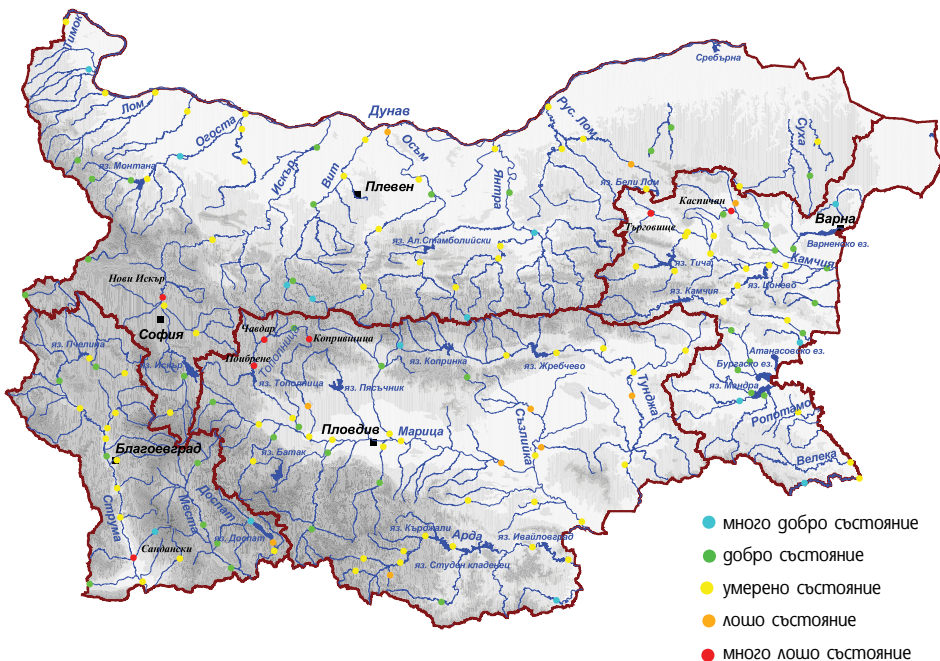 Тимок
Сребърна
Лом
Дунав
Рус. Лом
Огоста
Осъм
Суха
Искър
Вит
яз. Монтана
Плевен
Янтра
яз. Бели Лом
Каспичан
Варна
Търговище
Варненско ез.
яз. Ал.Стамболийски
Камчия
яз. Тича
Нови Искър
яз. Камчия
яз. Цонево
София
Чавдар
Копривщица
Атанасовско ез.
яз. Пчелина
Поибрене
Тополница
яз. Копринка
яз. Жребчево
Бургаско ез.
яз. Искър
яз. Тополница
яз. Пясъчник
Тунджа
яз. Мандра
Сазлийка
Ропотамо
Пловдив
Марица
Благоевград
яз. Батак
Велека
Струма
Места
Доспат
яз. Доспат
яз. Кърджали
Арда
яз. Ивайловград
Сандански
яз. Студен кладенец
много добро състояние
добро състояние
умерено състояние
лошо състояние
много лошо състояние